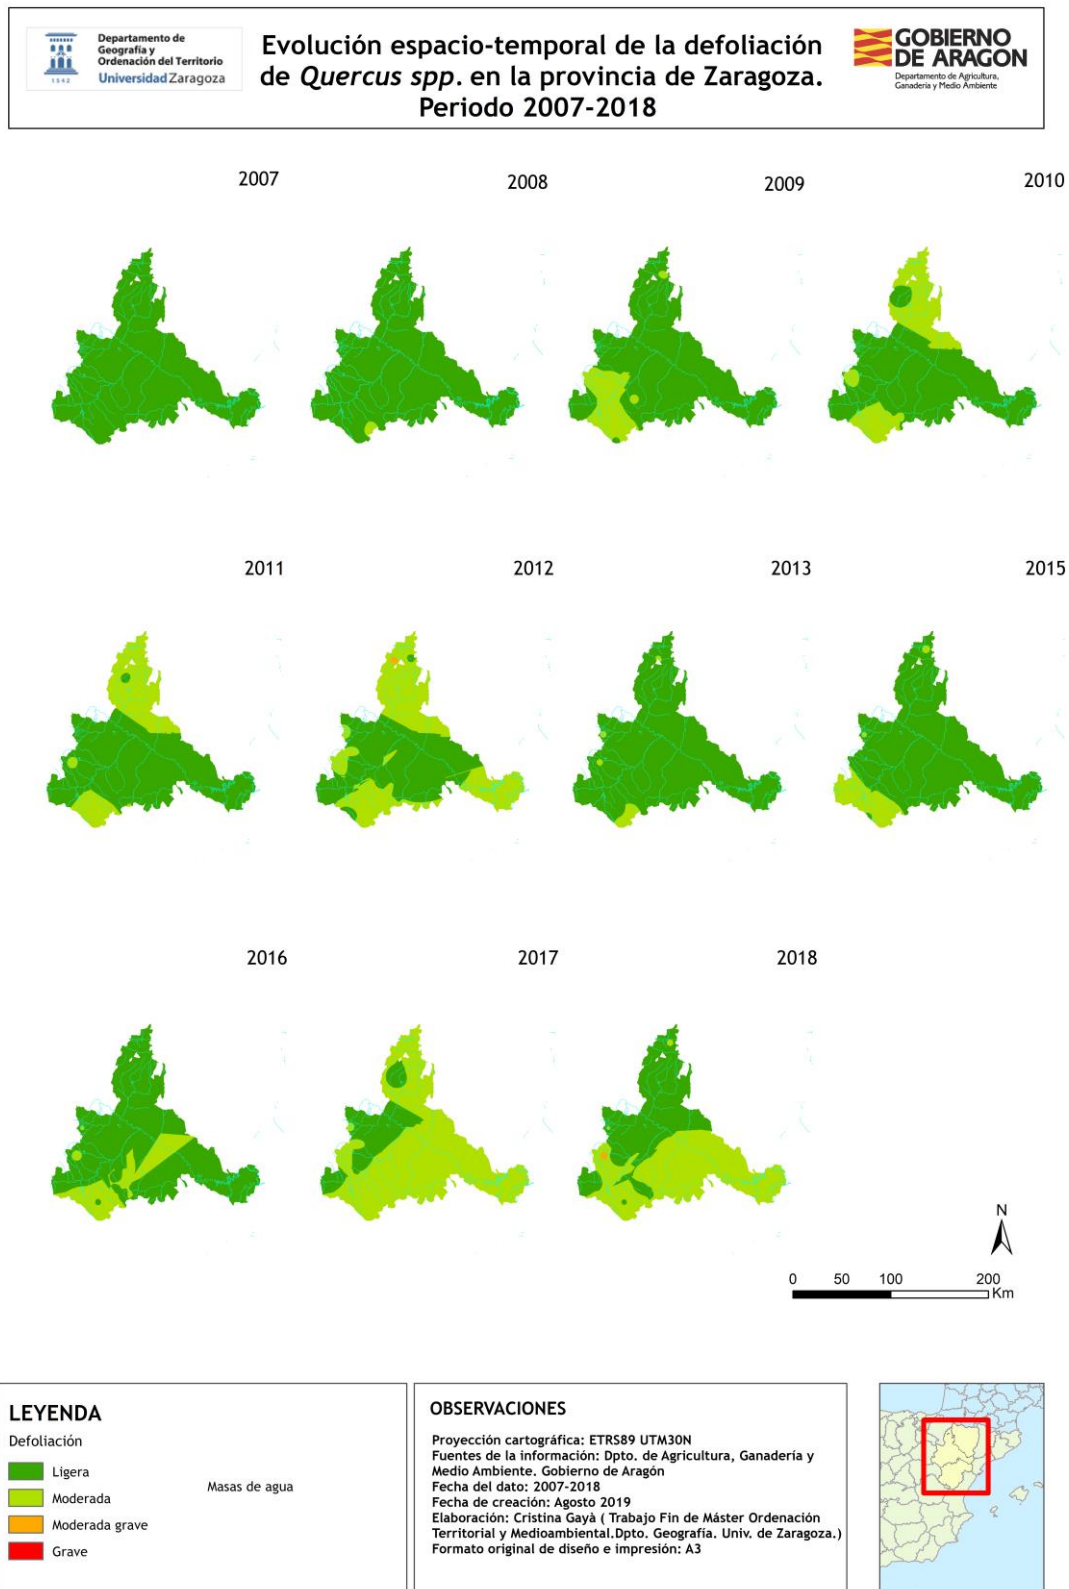 1542
Departamento de
Geografía y
Ordenación del Territorio
Universidad Zaragoza
Evolución espacio-temporal de la defoliación
de Quercus spp. en la provincia de Zaragoza.
Periodo 2007-2018
GOBIERNO
DE ARAGON
Departamento de Agricultura,
Ganadería y Medio Ambiente
2007
2008
2009
2010
2011
2012
2013
2015
2016
2017
2018
N
0 50 100 200
Km
LEYENDA
Defoliación
Ligera
Moderada
Moderada grave
Grave
Masas de agua
OBSERVACIONES
Proyección cartográfica: ETRS89 UTM30N
Fuentes de la información: Dpto. de Agricultura, Ganadería y
Medio Ambiente. Gobierno de Aragón
Fecha del dato: 2007-2018
Fecha de creación: Agosto 2019
Elaboración: Cristina Gayà ( Trabajo Fin de Máster Ordenación
Territorial y Medioambiental.Dpto. Geografía. Univ. de Zaragoza.)
Formato original de diseño e impresión: A3